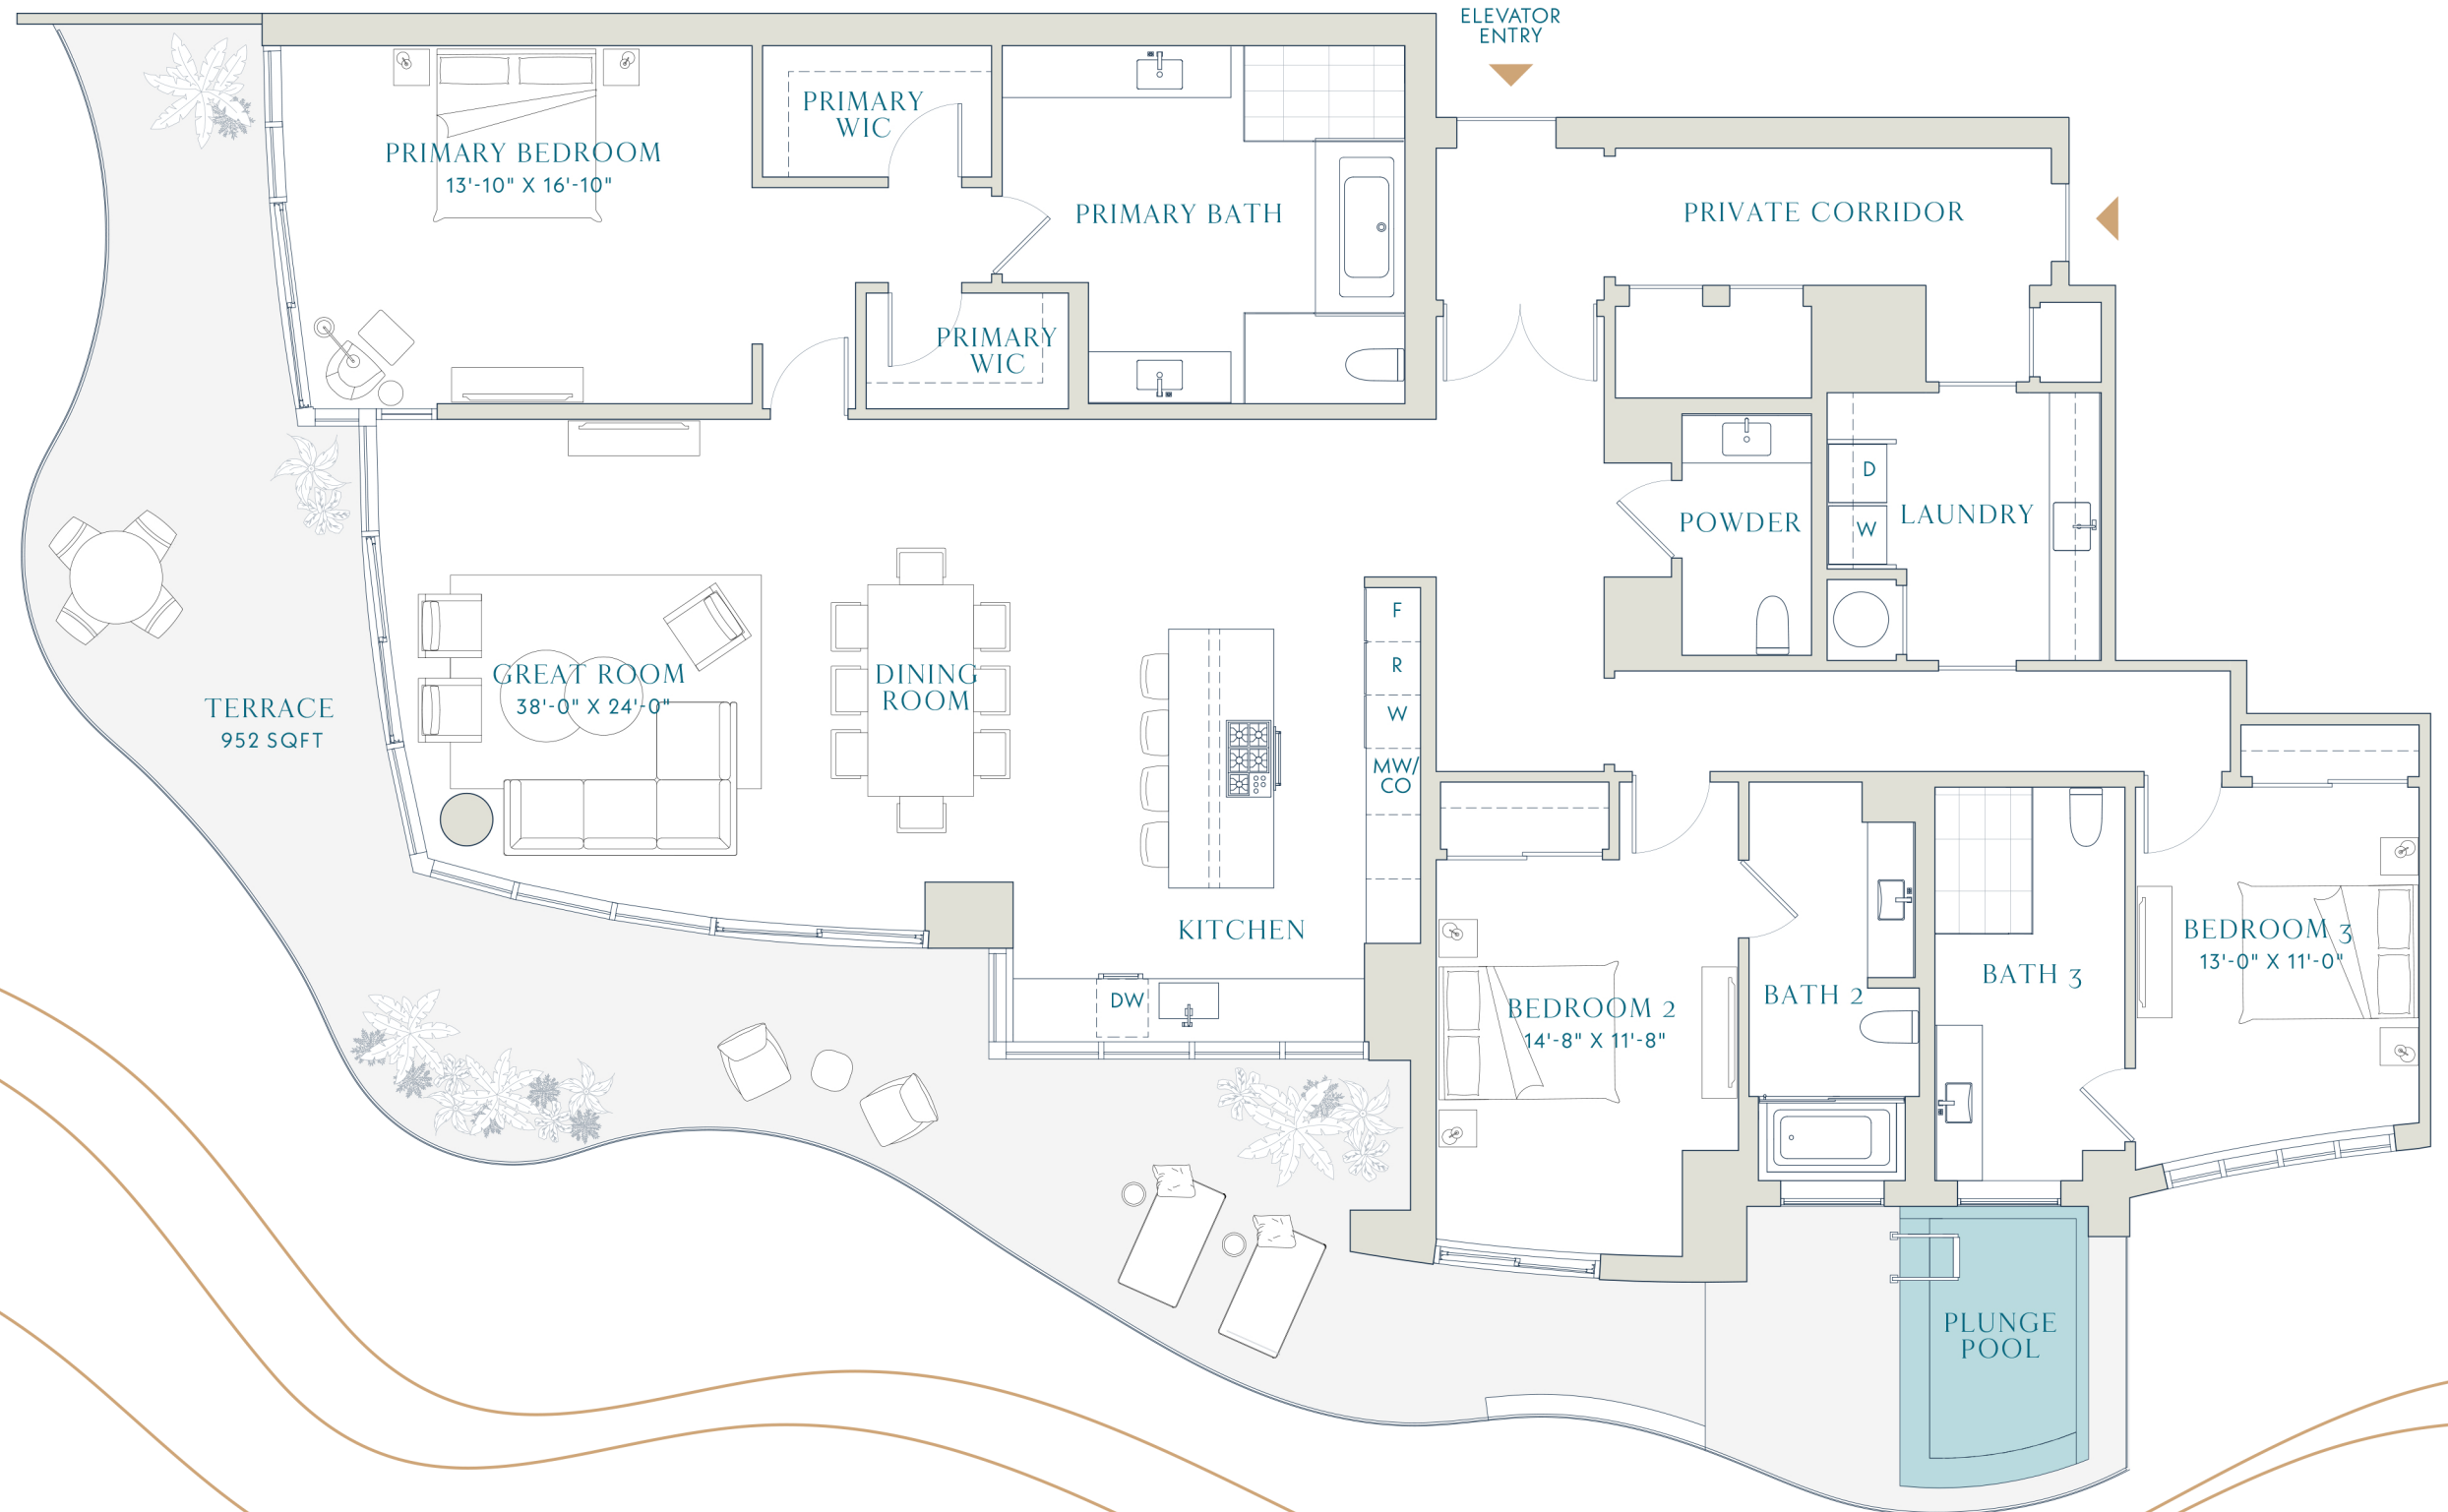 ELEVATOR
ENTRY
PRIMARY
WIC
PRIMARY BEDROOM
13'-10" X 16'-10"
PRIMARY BATH
PRIVATE CORRIDOR
PRIMARY
WIC
D
W
LAUNDRY
POWDER
F
R
W
MW/
CO
GREAT ROOM
38'-0" X 24'-0"
DINING
ROOM
TERRACE
952 SQFT
KITCHEN
DW
BEDROOM 2
14'-8" X 11'-8"
BATH 2
BATH 3
BEDROOM 3
13'-0" X 11'-0"
PLUNGE
POOL